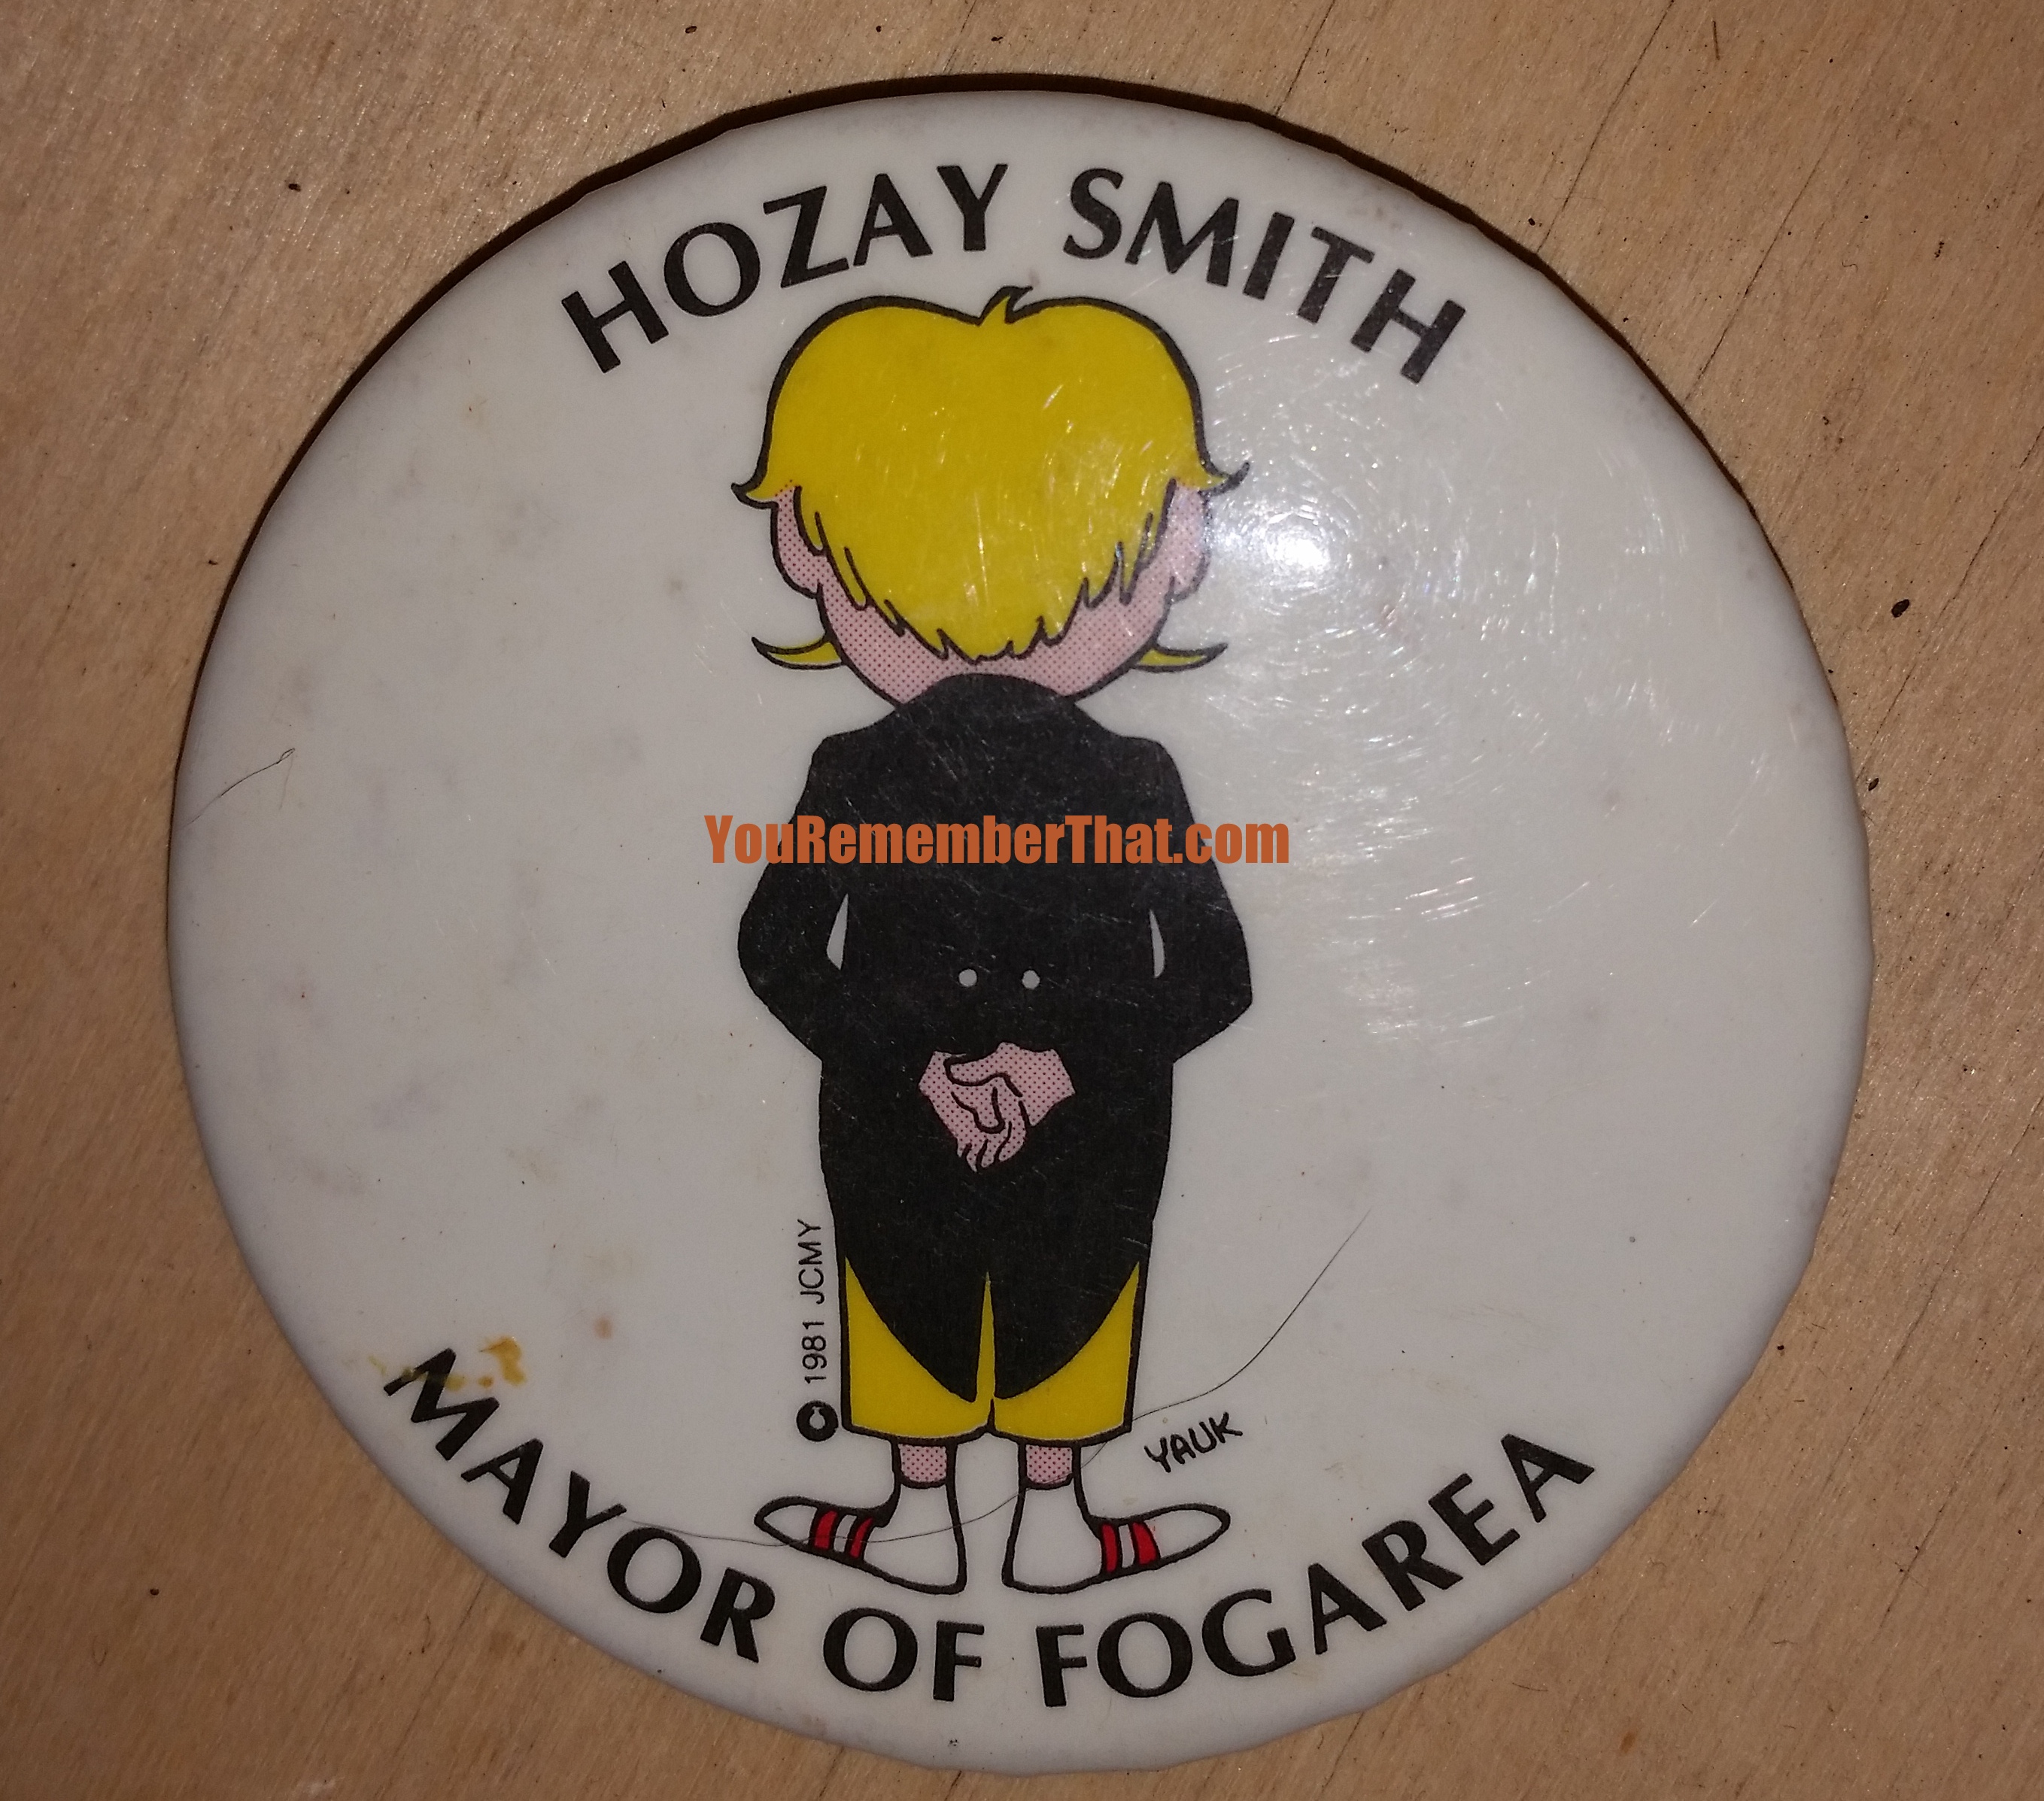 HOZAY SMITH
YouRememberThat.com
© 1981 JCMY
YAUK
MAYOR OF FOGAREA